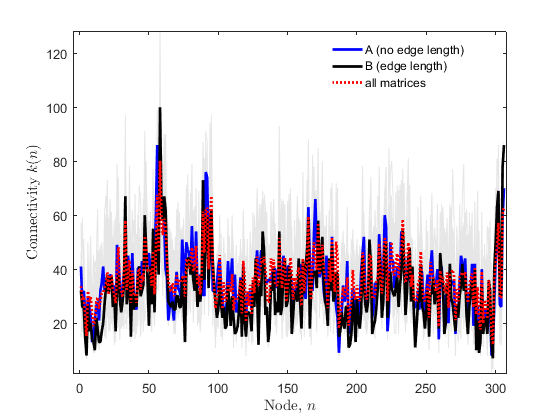 120
100
80
60
40
20
Connectivity k(n)
A (no edge length)
B (edge length)
all matrices
0 50 100 150 200 250 300
Node, n